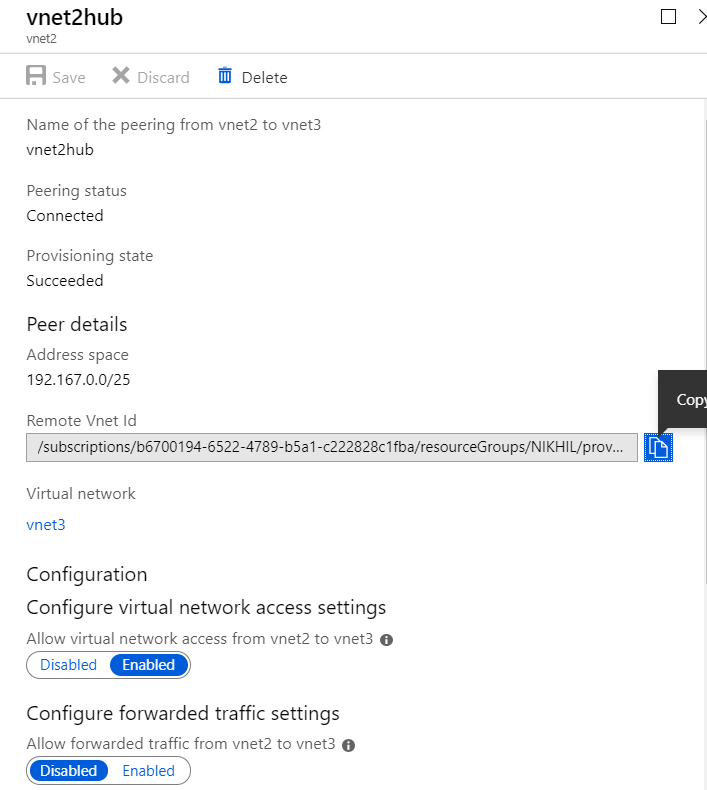 vnet2hub
vnet2
Save Discard Delete
Name of the peering from vnet2 to vnet3
vnet2hub
Peering status
Connected
Provisioning state
Succeeded
Peer details
Address space
192.167.0.0/25
Copy
Remote Vnet Id
/subscriptions/b6700194-6522-4789-b5a1-c222828c1fba/resourceGroups/NIKHIL/prov...
Virtual network
vnet3
Configuration
Configure virtual network access settings
Allow virtual network access from vnet2 to vnet3
Disabled Enabled
Configure forwarded traffic settings
Allow forwarded traffic from vnet2 to vnet3
Disabled Enabled